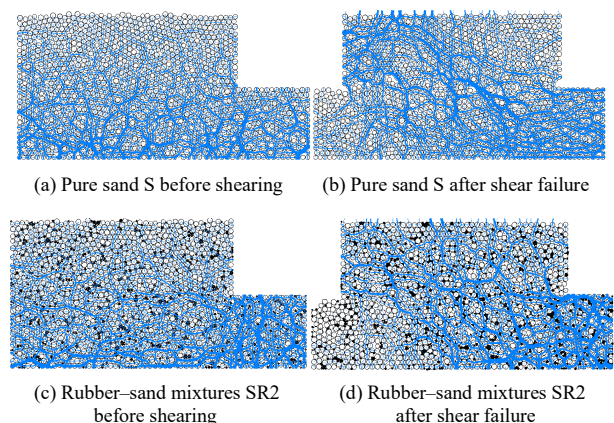 (a) Pure sand S before shearing
(b) Pure sand S after shear failure
(c) Rubber–sand mixtures SR2
before shearing
(d) Rubber–sand mixtures SR2
after shear failure